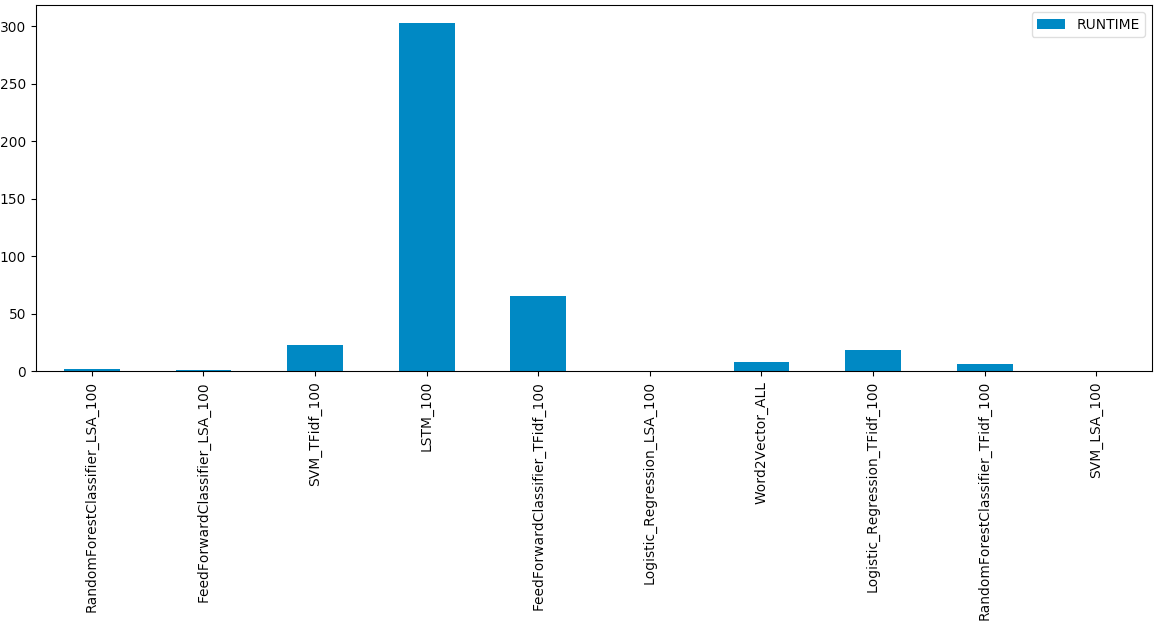 300
250
200
150
100
50
0
RUNTIME
RandomForestClassifier_LSA_100
FeedForwardClassifier_LSA_100
SVM_TFidf_100
LSTM_100
FeedForwardClassifier_TFidf_100
Logistic_Regression_LSA_100
Word2Vector_ALL
Logistic_Regression_TFidf_100
RandomForestClassifier_TFidf_100
SVM_LSA_100